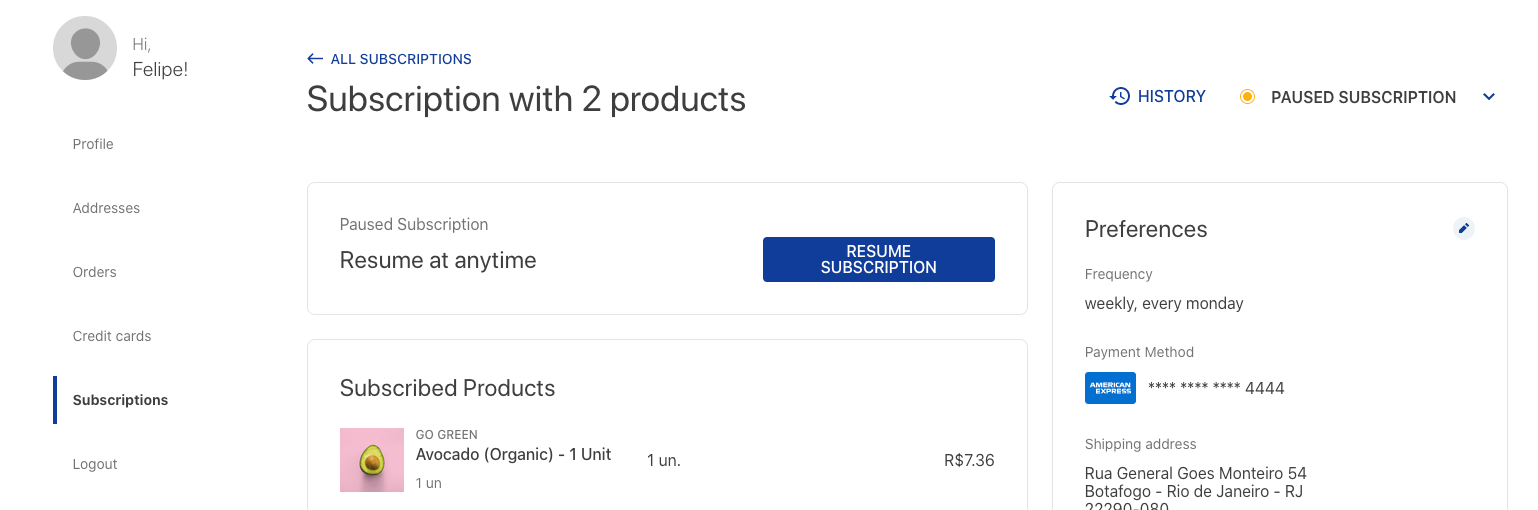 Hi,
Felipe!
Profile
Addresses
Orders
Credit cards
Subscriptions
Logout
ALL SUBSCRIPTIONS
Subscription with 2 products
HISTORY
PAUSED SUBSCRIPTION
Paused Subscription
Resume at anytime
RESUME
SUBSCRIPTION
Subscribed Products
GO GREEN
Avocado (Organic) - 1 Unit
1 un
1 un.
R$7.36
Preferences
Frequency
weekly, every monday
Payment Method
AMERICAN
EXPRESS
**** **** **** 4444
Shipping address
Rua General Goes Monteiro 54
Botafogo - Rio de Janeiro - RJ
22290-080